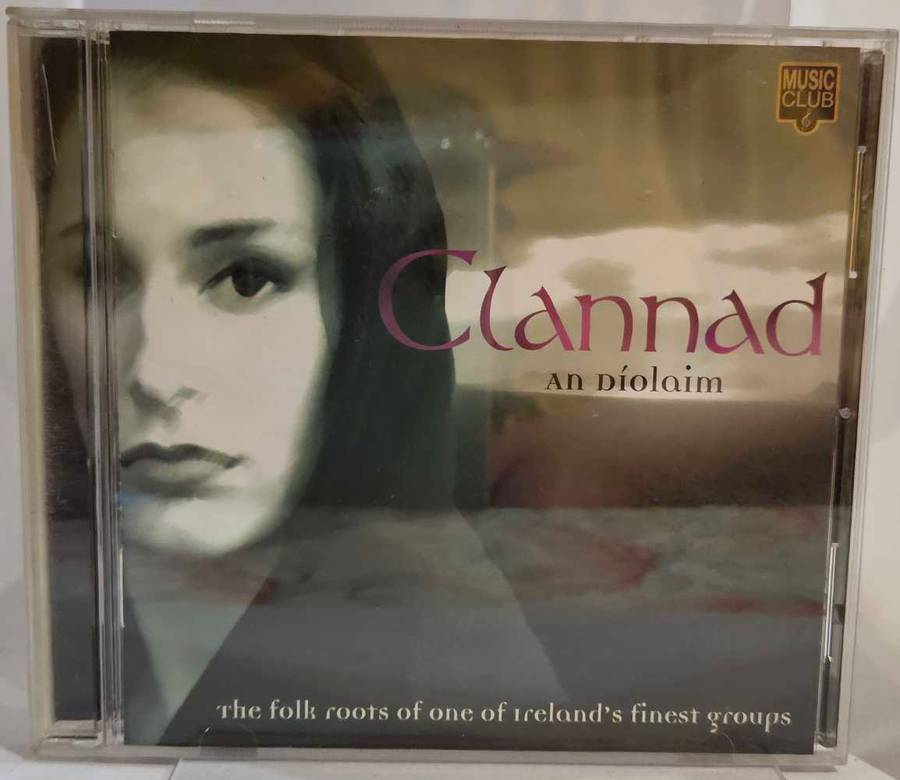 MUSIC
CLUB
Clannad
An Díolaim
The folk roots of one of Ireland's finest groups